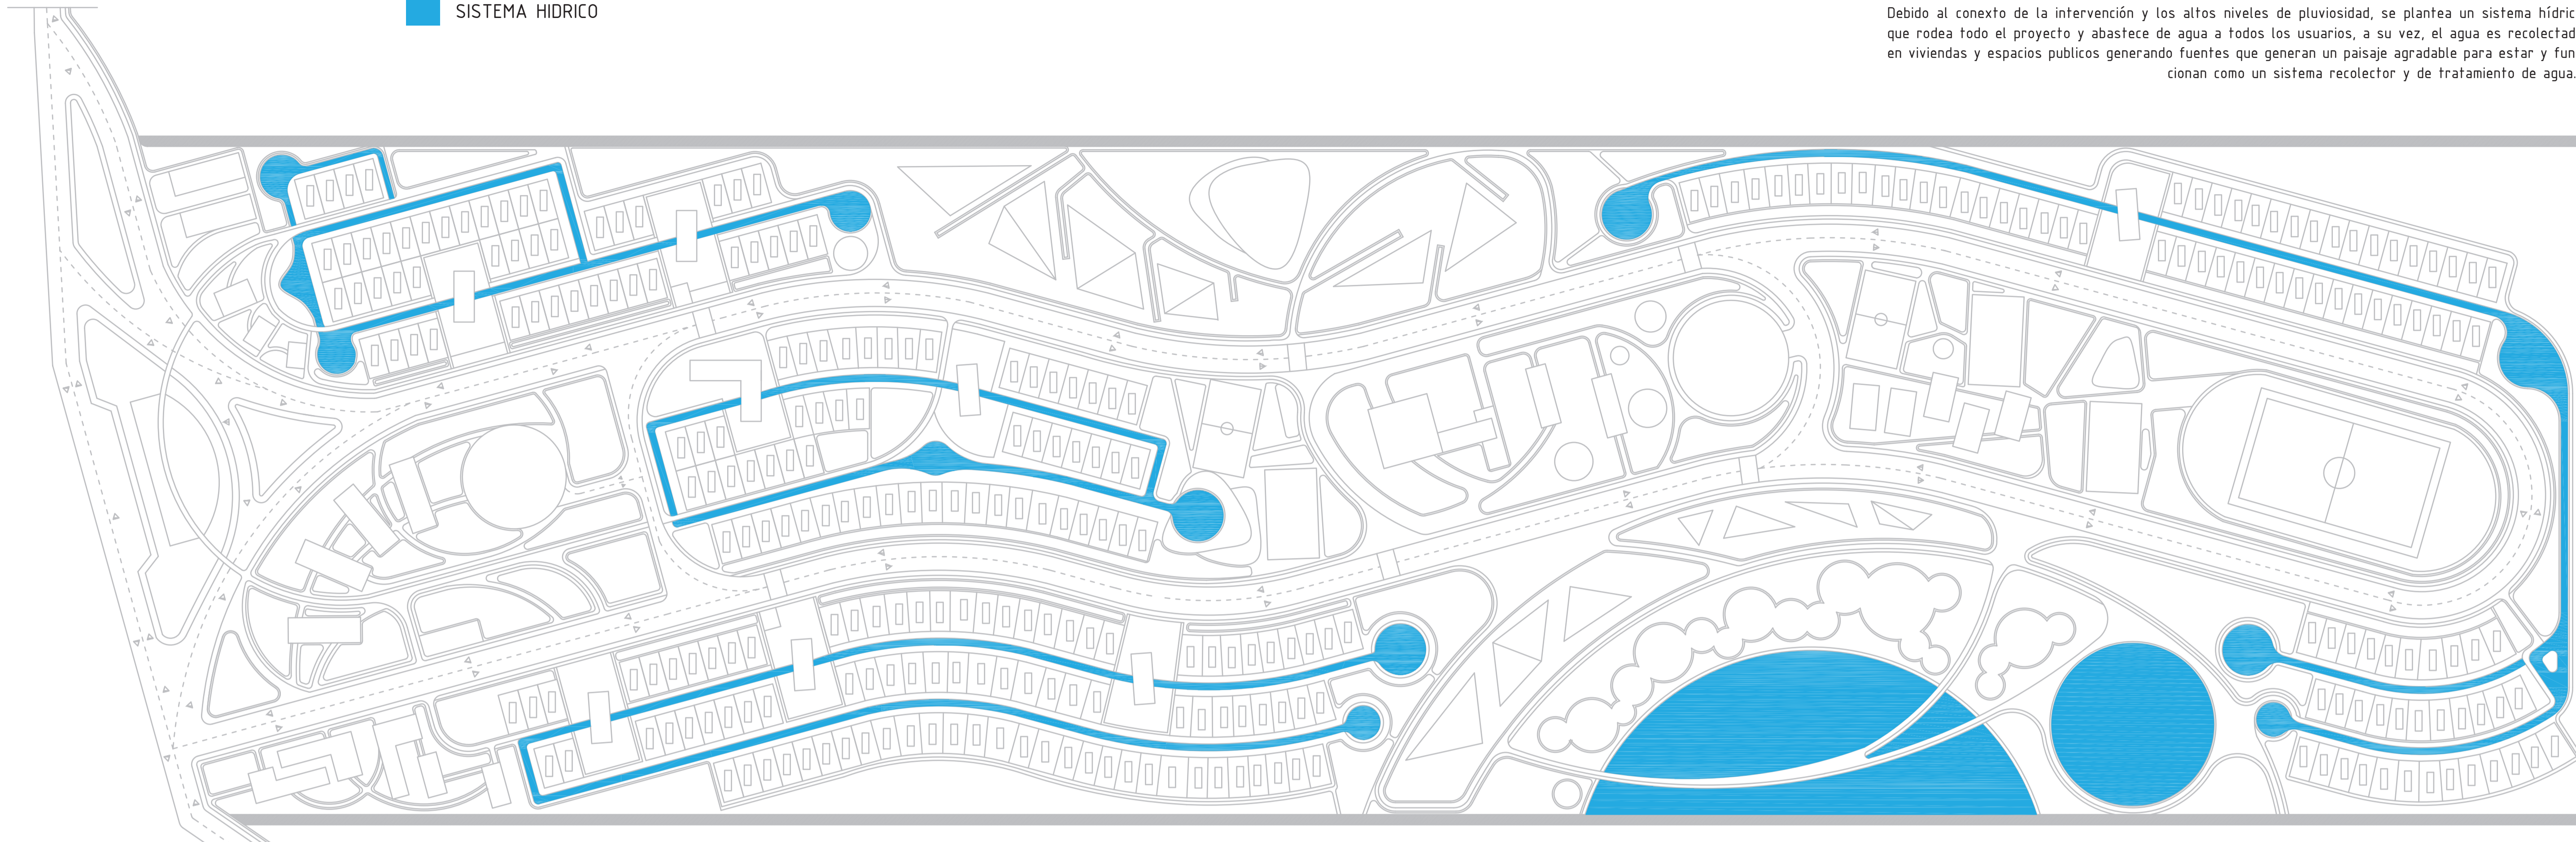 SISTEMA HIDRICO
Debido al conexto de la intervención y los altos niveles de pluviosidad, se plantea un sistema hídric
que rodea todo el proyecto y abastece de agua a todos los usuarios, a su vez, el agua es recolectad
en viviendas y espacios publicos generando fuentes que generan un paisaje agradable para estar y fun
cionan como un sistema recolector y de tratamiento de agua.